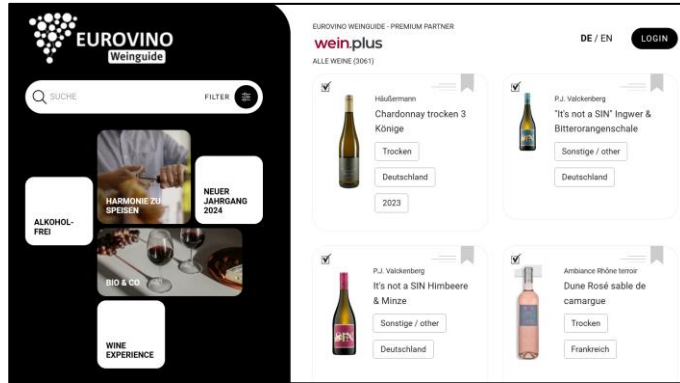 EUROVINO
Weinguide
SUCHE
FILTER
HARMONIE ZU
SPEISEN
NEUER
JAHRGANG
2024
ALKOHOL-
FREI
BIO & CO
WINE
EXPERIENCE
EUROVINO WEINGUIDE - PREMIUM PARTNER
wein.plus
DE / EN
LOGIN
ALLE WEINE (3061)
Häußermann
Chardonnay trocken 3
Könige
Trocken
Deutschland
2023
P.J. Valckenberg
"It's not a SIN" Ingwer &
Bitterorangenschale
Sonstige / other
Deutschland
P.J. Valckenberg
It's not a SIN Himbeere
& Minze
Sonstige / other
Deutschland
SIN
Ambiance Rhône terroir
Dune Rosé sable de
camargue
Trocken
Frankreich